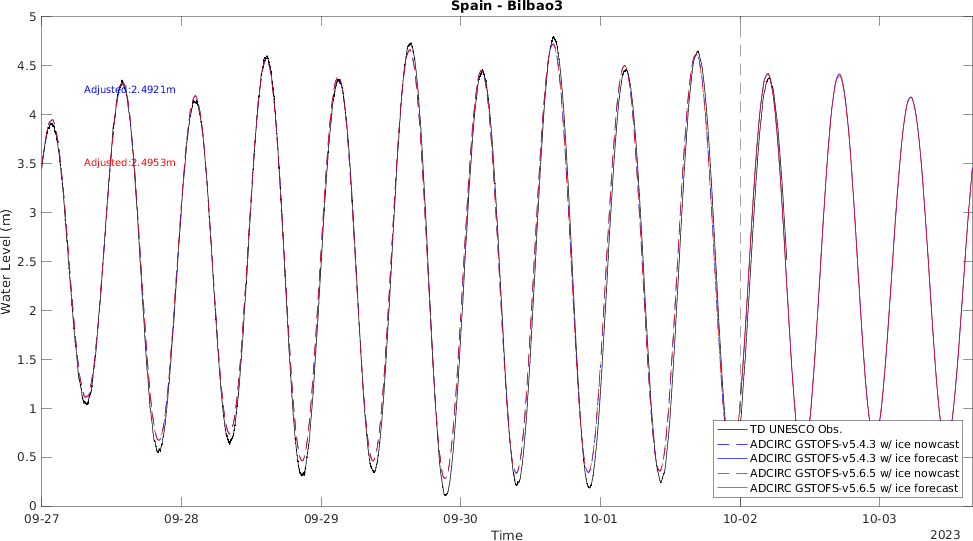 Spain - Bilbao3
5
4.5
4
3.5
3
2.5
2
1.5
1
0.5
0
Water Level (m)
Adjusted:2.4921m
Adjusted:2.4953m
TD UNESCO Obs.
ADCIRC GSTOFS-v5.4.3 w/ ice nowcast
ADCIRC GSTOFS-v5.4.3 w/ ice forecast
ADCIRC GSTOFS-v5.6.5 w/ ice nowcast
ADCIRC GSTOFS-v5.6.5 w/ ice forecast
09-27 09-28 09-29 09-30 10-01 10-02 10-03
Time
2023